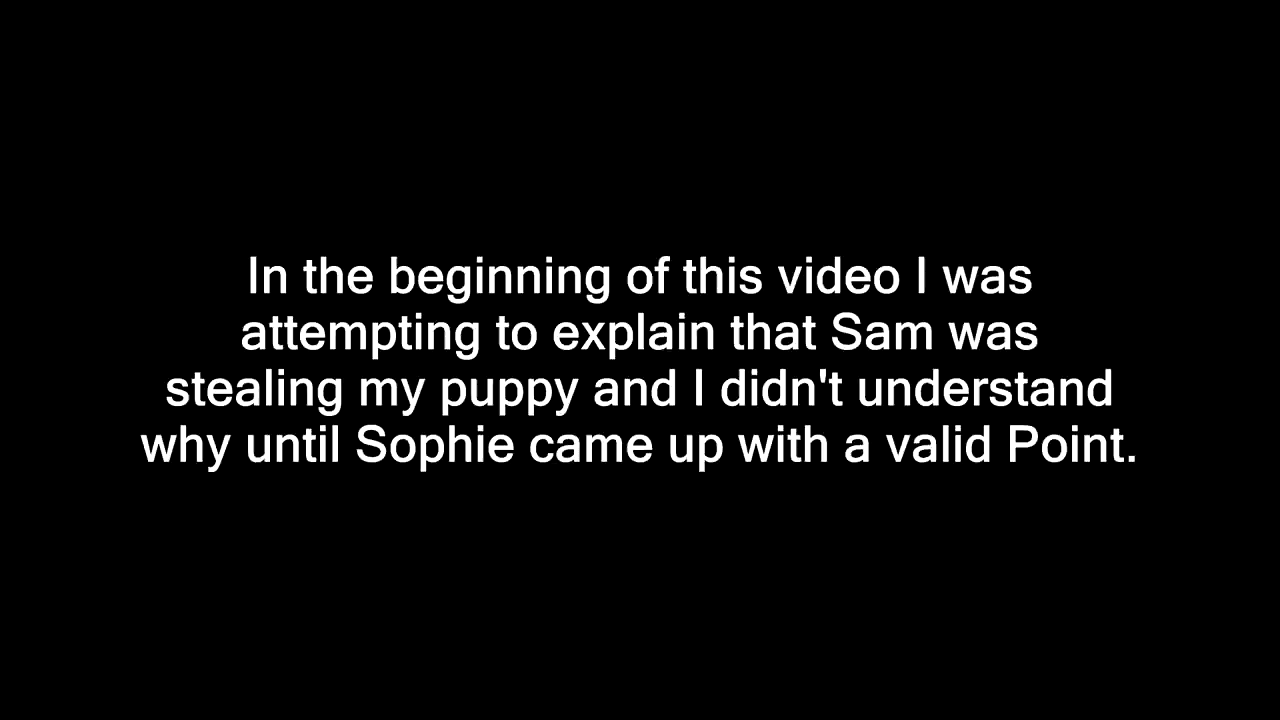 In the beginning of this video I was
attempting to explain that Sam was
stealing my puppy and I didn't understand
why until Sophie came up with a valid Point.